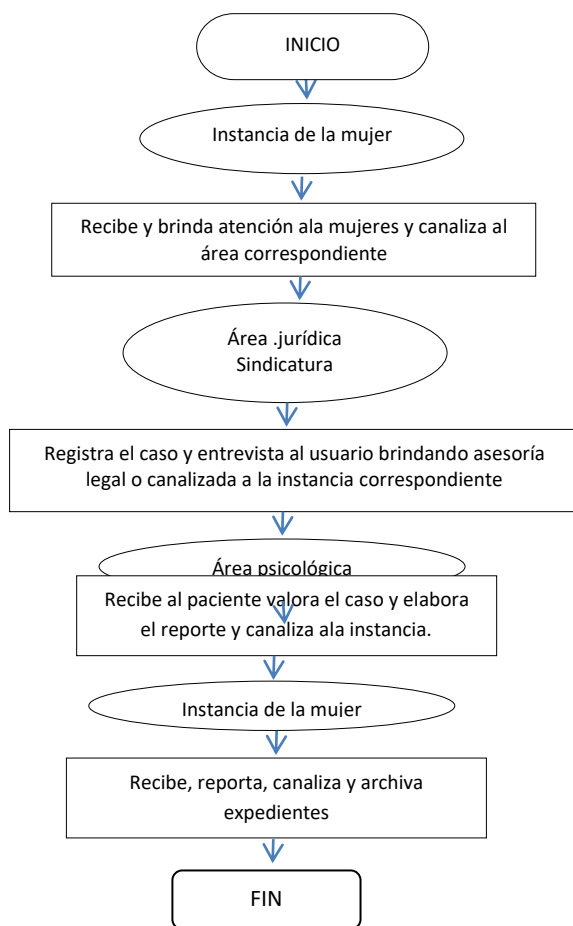 INICIO
Instancia de la mujer
Recibe y brinda atención ala mujeres y canaliza al
área correspondiente
Área .jurídica
Sindicatura
Registra el caso y entrevista al usuario brindando asesoría
legal o canalizada a la instancia correspondiente
Área psicológica
Recibe al paciente valora el caso y elabora
el reporte y canaliza ala instancia.
Instancia de la mujer
Recibe, reporta, canaliza y archiva
expedientes
FIN